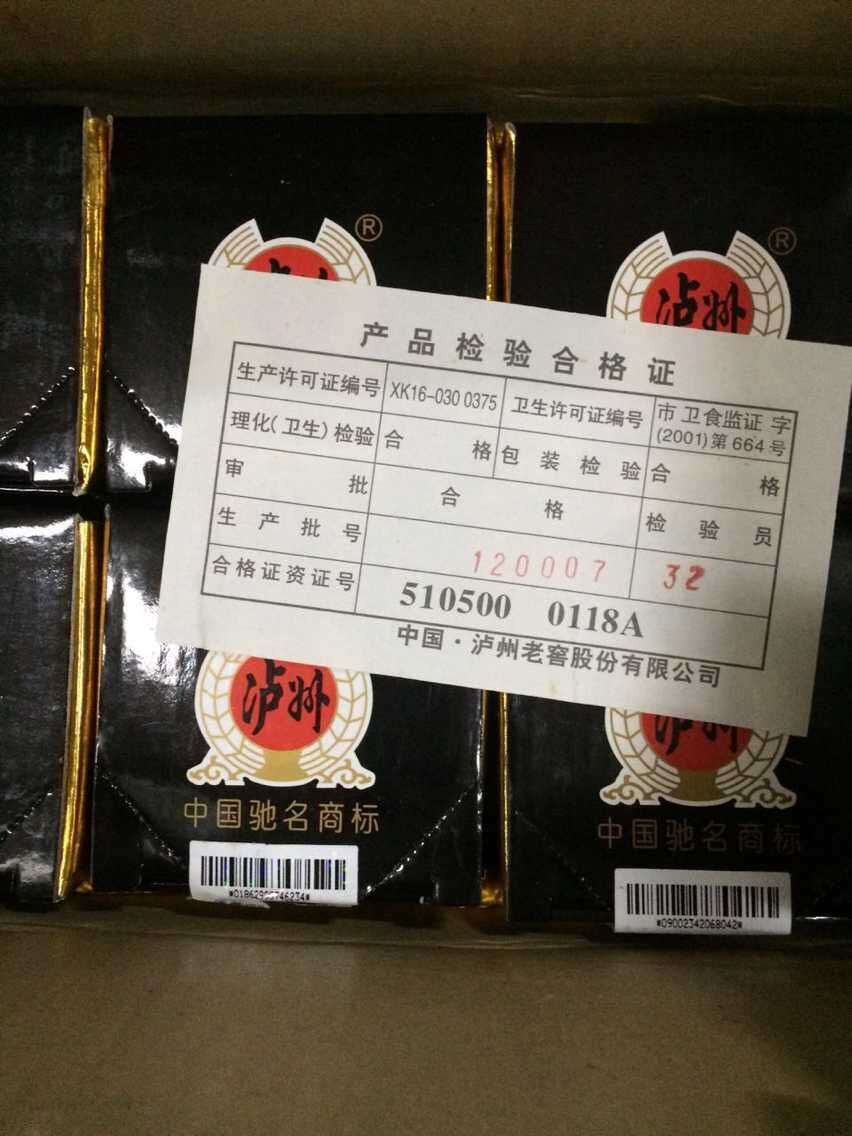 ®
®
泸州
产品检验合格证
生产许可证编号 XK16-030 0375 卫生许可证编号 市卫食监证 字 (2001)第664号
理化(卫生)检验 合格 包装检验 合格
审批 合格 检验员
生产批号 120007 32
合格证资证号 510500 0118A
中国·泸州老窖股份有限公司
泸州
泸州
中国驰名商标
中国驰名商标
*09002342068042*